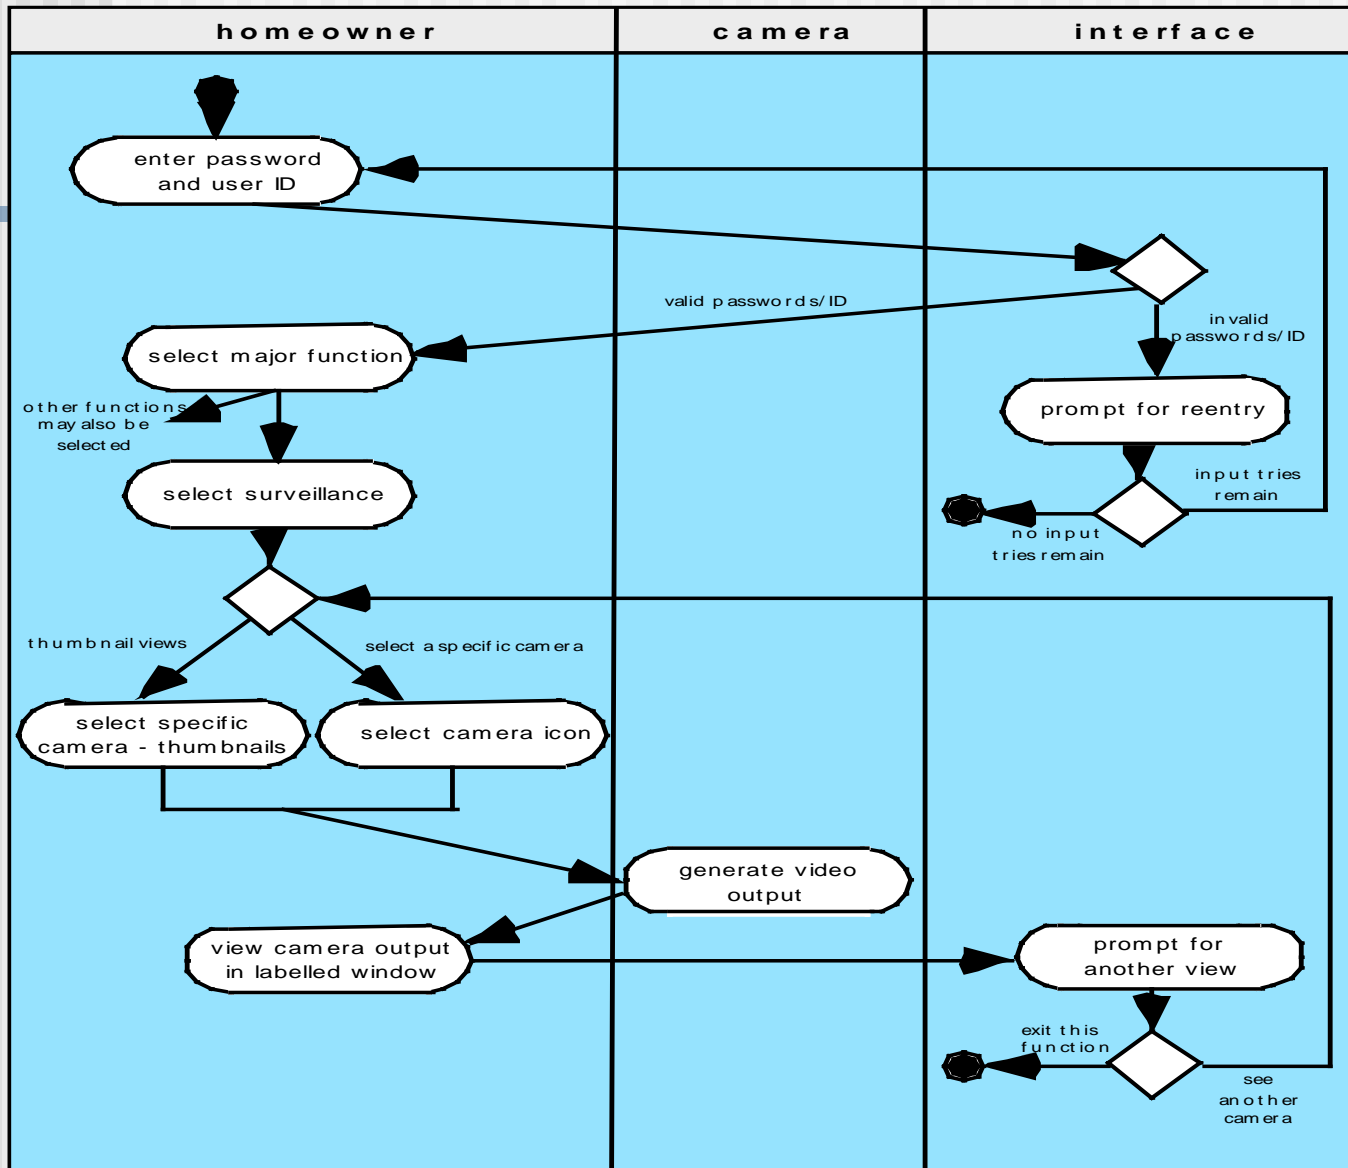 homeowner
camera
interface
enter password
and user ID
valid passwords/ID
invalid
passwords/ID
select major function
prompt for reentry
other functions
may also be
selected
input tries
remain
select surveillance
no input
tries remain
thumbnail views
select a specific camera
select specific
camera - thumbnails
select camera icon
generate video
output
view camera output
in labelled window
prompt for
another view
exit this
function
see
another
camera